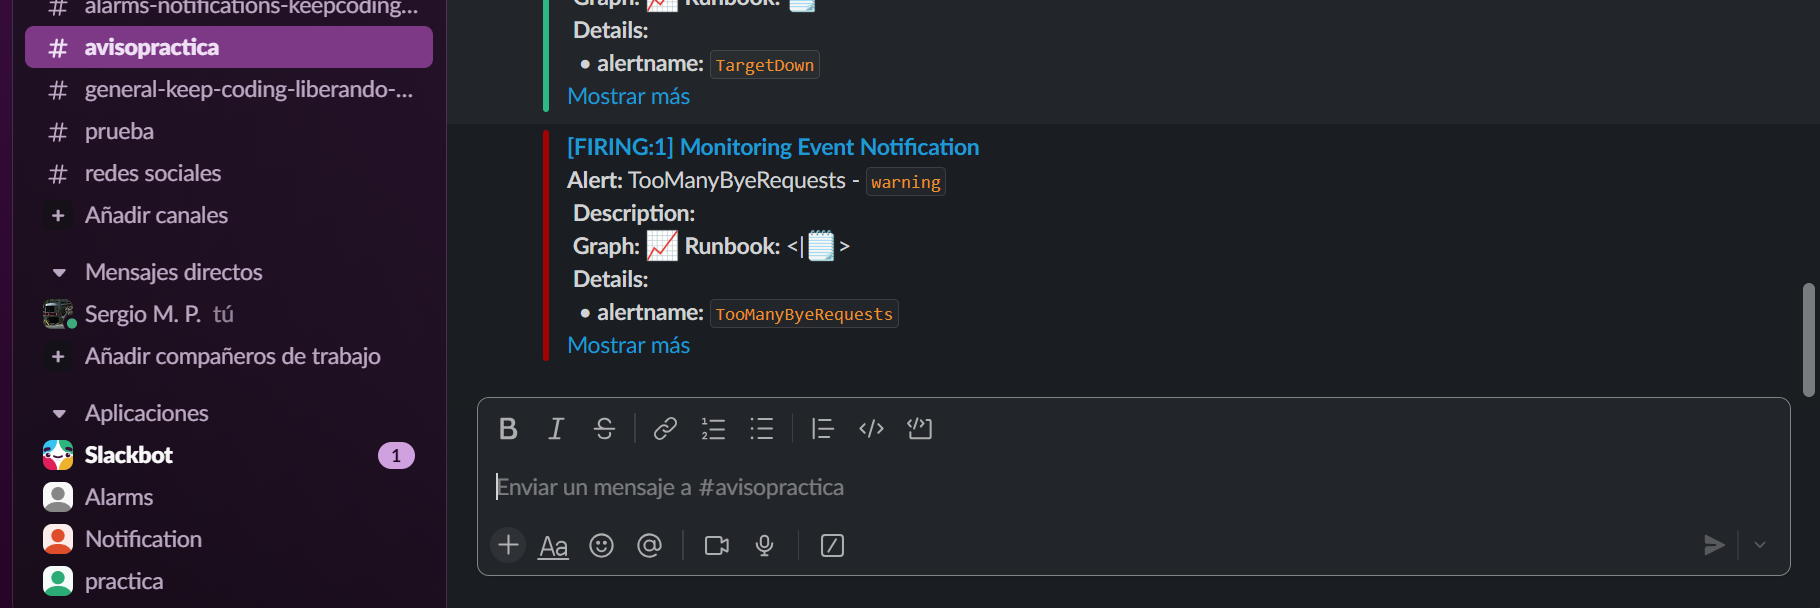 # alarms-notifications-keepcoding...
# avisopractica
# general-keep-coding-liberando-...
# prueba
# redes sociales
+ Añadir canales
Mensajes directos
Sergio M. P. tú
+ Añadir compañeros de trabajo
Aplicaciones
Slackbot 1
Alarms
Notification
practica
Graph: 📈 Runbook: 🗒️
Details:
• alertname: TargetDown
Mostrar más
[FIRING:1] Monitoring Event Notification
Alert: TooManyByeRequests - warning
Description:
Graph: 📈 Runbook: <|🗒️>
Details:
• alertname: TooManyByeRequests
Mostrar más
Enviar un mensaje a #avisopractica
Aa